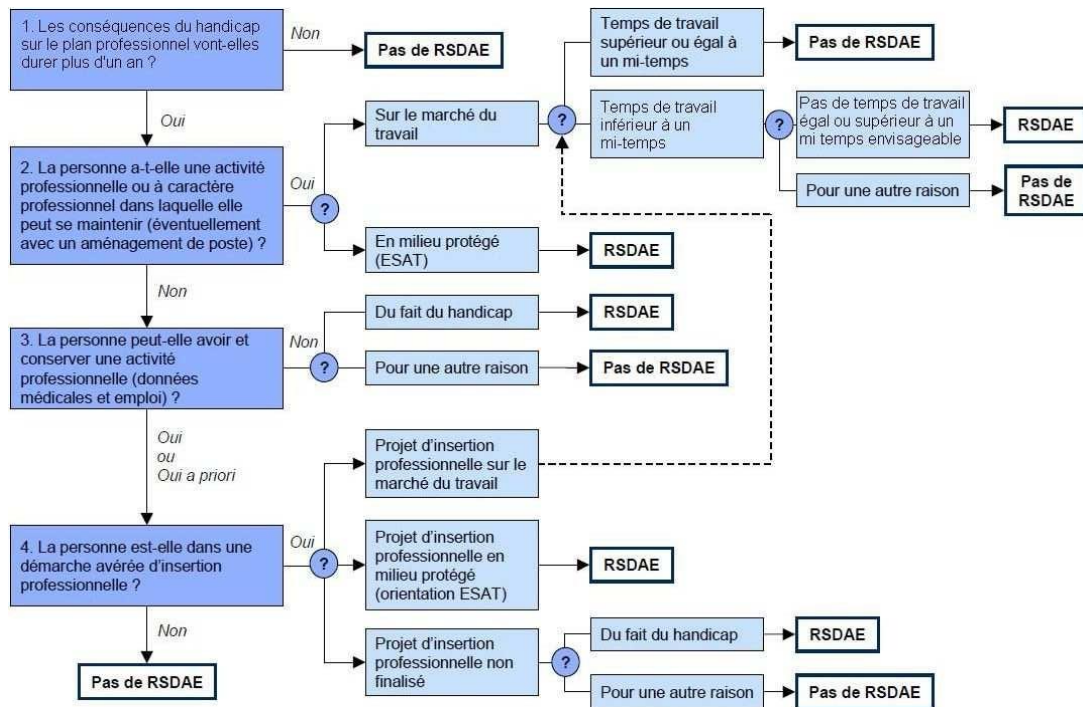 1. Les conséquences du handicap
sur le plan professionnel vont-elles
durer plus d'un an ?
Non
Pas de RSDAE
Oui
2. La personne a-t-elle une activité
professionnelle ou à caractère
professionnel dans laquelle elle
peut se maintenir (éventuellement
avec un aménagement de poste) ?
Oui
?
Sur le marché du
travail
?
Temps de travail
supérieur ou égal à
un mi-temps
Pas de RSDAE
Temps de travail
inférieur à un
mi-temps
?
Pas de temps de travail
égal ou supérieur à un
mi temps envisageable
RSDAE
Pour une autre raison
Pas de
RSDAE
En milieu protégé
(ESAT)
RSDAE
Non
3. La personne peut-elle avoir et
conserver une activité
professionnelle (données
médicales et emploi) ?
Non
?
Du fait du handicap
RSDAE
Pour une autre raison
Pas de RSDAE
Oui
ou
Oui a priori
4. La personne est-elle dans une
démarche avérée d'insertion
professionnelle ?
Oui
?
Projet d'insertion
professionnelle sur le
marché du travail
Projet d'insertion
professionnelle en
milieu protégé
(orientation ESAT)
RSDAE
Projet d'insertion
professionnelle non
finalisé
?
Du fait du handicap
RSDAE
Pour une autre raison
Pas de RSDAE
Non
Pas de RSDAE